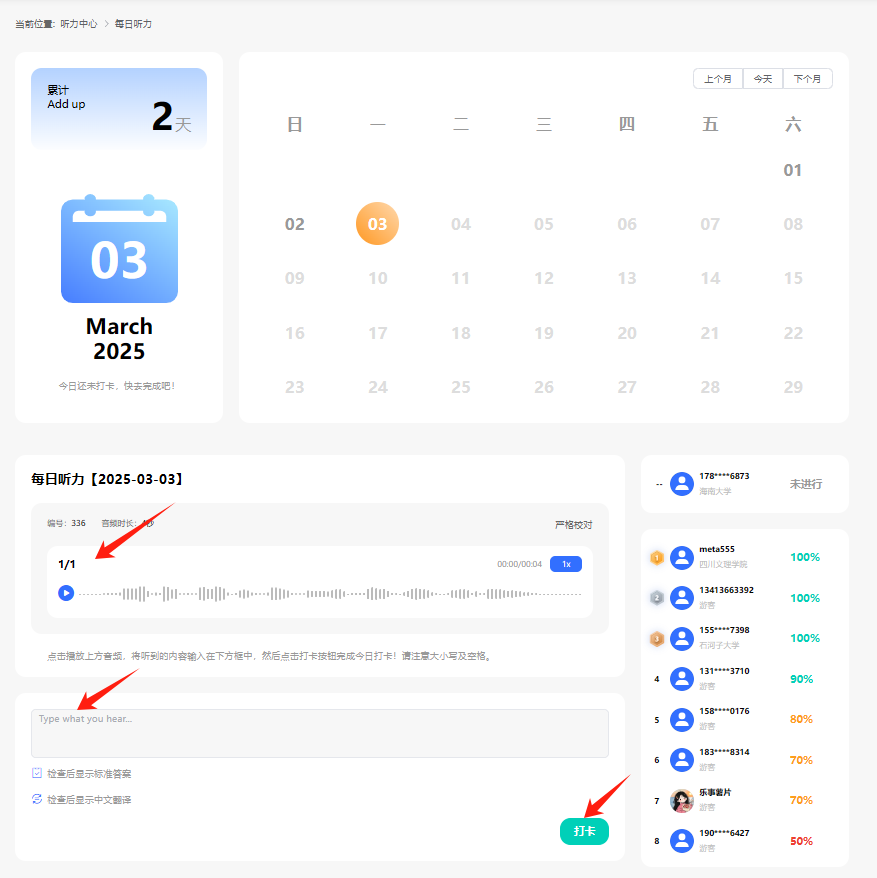 当前位置: 听力中心 > 每日听力
累计
Add up
2天
03
March
2025
今日还未打卡，快去完成吧！
上个月 今天 下个月
日 一 二 三 四 五 六
01
02 03 04 05 06 07 08
09 10 11 12 13 14 15
16 17 18 19 20 21 22
23 24 25 26 27 28 29
每日听力【2025-03-03】
编号: 336 音频时长: 秒
严格校对
1/1
00:00/00:04 1x
点击播放上方音频，将听到的内容输入在下方框中，然后点击打卡按钮完成今日打卡！请注意大小写及空格。
Type what you hear...
检查后显示标准答案
检查后显示中文翻译
打卡
-- 178****6873 未进行
海南大学
1 meta555 100%
四川文理学院
2 13413663392 100%
游客
3 155****7398 100%
石河子大学
4 131****3710 90%
游客
5 158****0176 80%
游客
6 183****8314 70%
游客
7 乐事薯片 70%
游客
8 190****6427 50%
游客